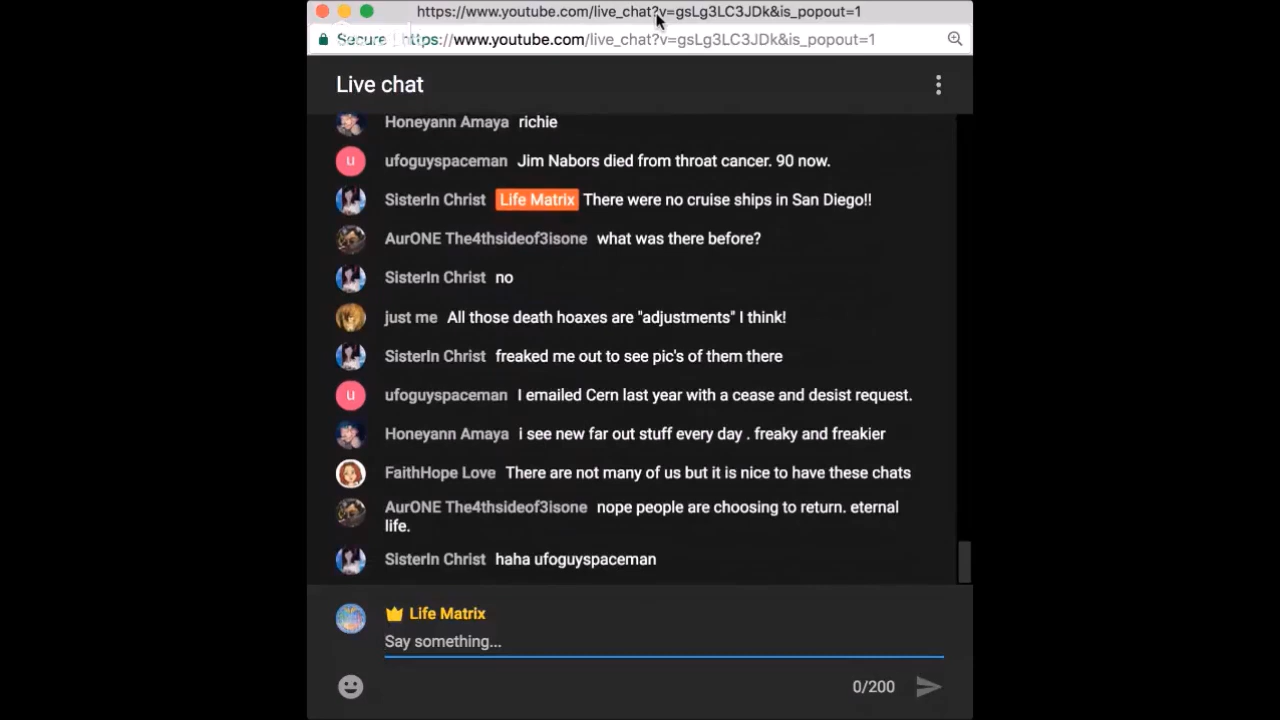 https://www.youtube.com/live_chat?v=gsLg3LC3JDk&is_popout=1
Secure https://www.youtube.com/live_chat?v=gsLg3LC3JDk&is_popout=1
Live chat
Honeyann Amaya richie
u ufoguyspaceman Jim Nabors died from throat cancer. 90 now.
SisterIn Christ Life Matrix There were no cruise ships in San Diego!!
AurONE The4thsideof3isone what was there before?
SisterIn Christ no
just me All those death hoaxes are "adjustments" I think!
SisterIn Christ freaked me out to see pic's of them there
u ufoguyspaceman I emailed Cern last year with a cease and desist request.
Honeyann Amaya i see new far out stuff every day . freaky and freakier
FaithHope Love There are not many of us but it is nice to have these chats
AurONE The4thsideof3isone nope people are choosing to return. eternal
life.
SisterIn Christ haha ufoguyspaceman
Life Matrix
Say something...
0/200